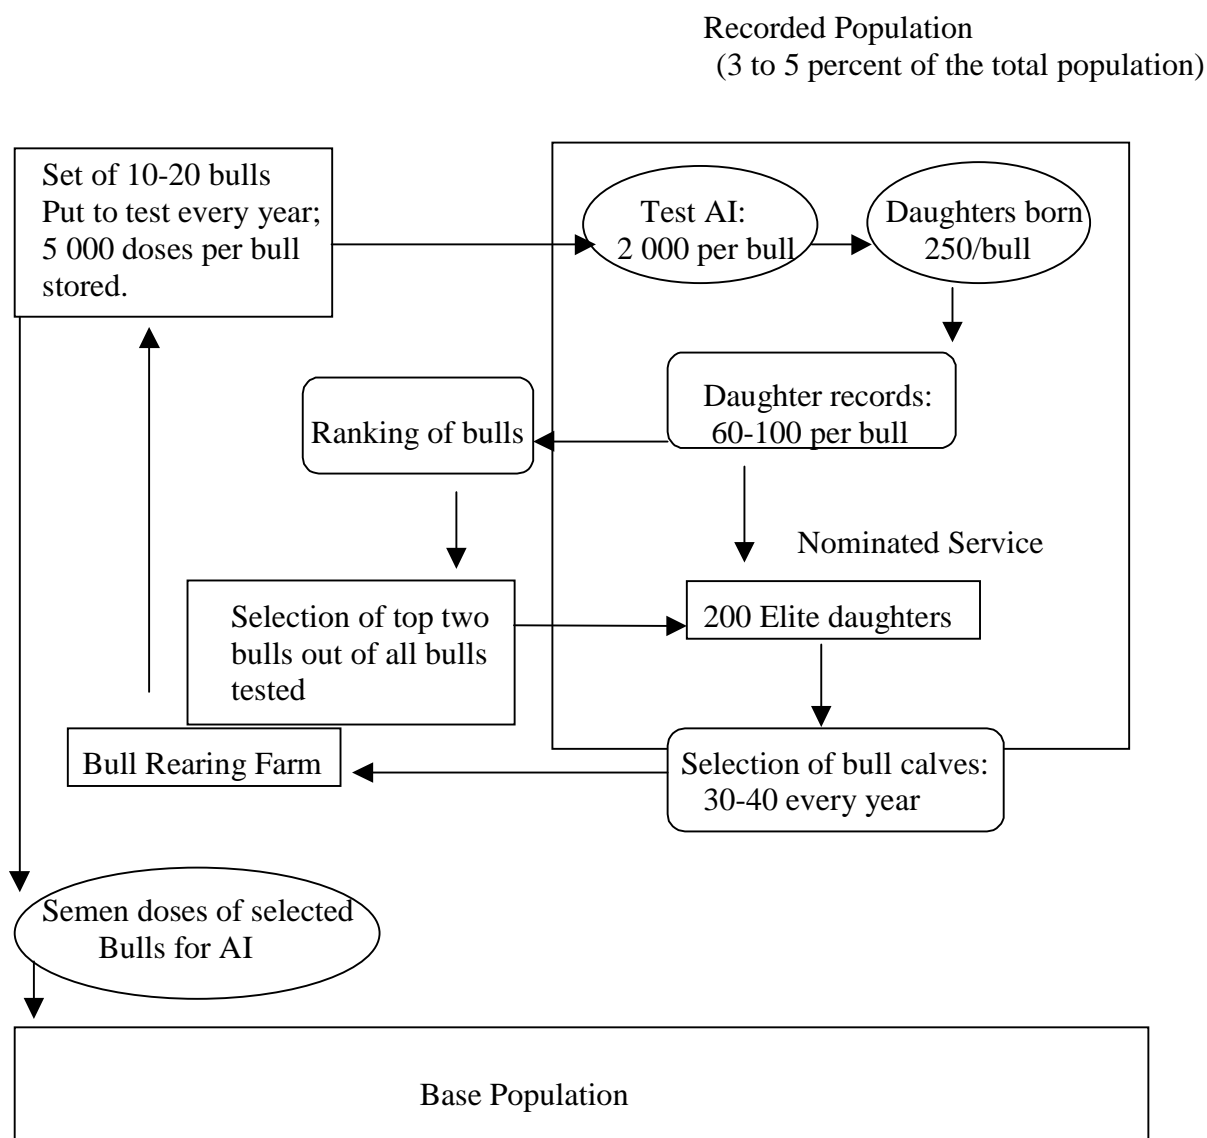 Recorded Population
(3 to 5 percent of the total population)
Set of 10-20 bulls
Put to test every year;
5 000 doses per bull
stored.
Test AI:
2 000 per bull
Daughters born
250/bull
Daughter records:
60-100 per bull
Ranking of bulls
Nominated Service
Selection of top two
bulls out of all bulls
tested
200 Elite daughters
Bull Rearing Farm
Selection of bull calves:
30-40 every year
Semen doses of selected
Bulls for AI
Base Population